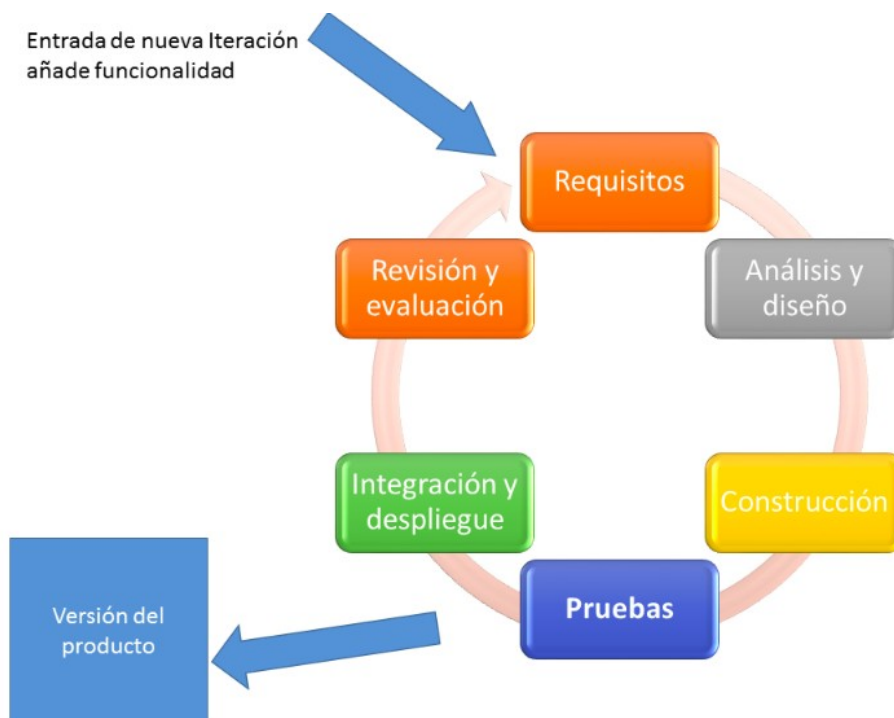 Entrada de nueva Iteración
añade funcionalidad
Requisitos
Análisis y
diseño
Construcción
Pruebas
Integración y
despliegue
Revisión y
evaluación
Versión del
producto